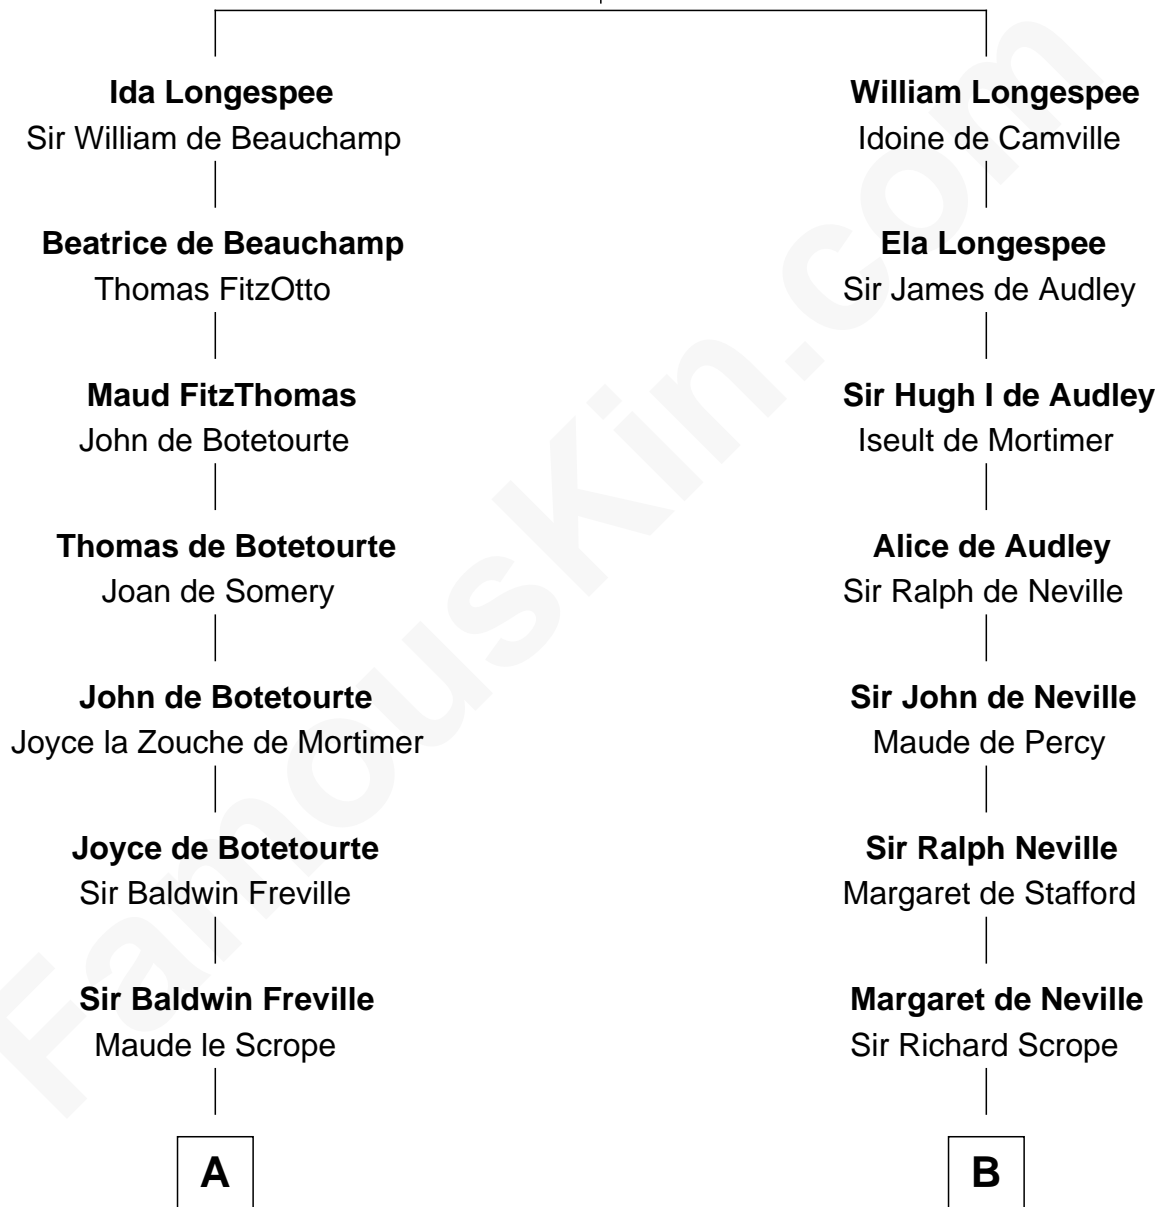 Ida Longespee
Sir William de Beauchamp
Beatrice de Beauchamp
Thomas FitzOtto
Maud FitzThomas
John de Botetourte
Thomas de Botetourte
Joan de Somery
John de Botetourte
Joyce la Zouche de Mortimer
Joyce de Botetourte
Sir Baldwin Freville
Sir Baldwin Freville
Maude le Scrope
A
William Longespee
Idoine de Camville
Ela Longespee
Sir James de Audley
Sir Hugh I de Audley
Iseult de Mortimer
Alice de Audley
Sir Ralph de Neville
Sir John de Neville
Maude de Percy
Sir Ralph Neville
Margaret de Stafford
Margaret de Neville
Sir Richard Scrope
B
FamousKin.com